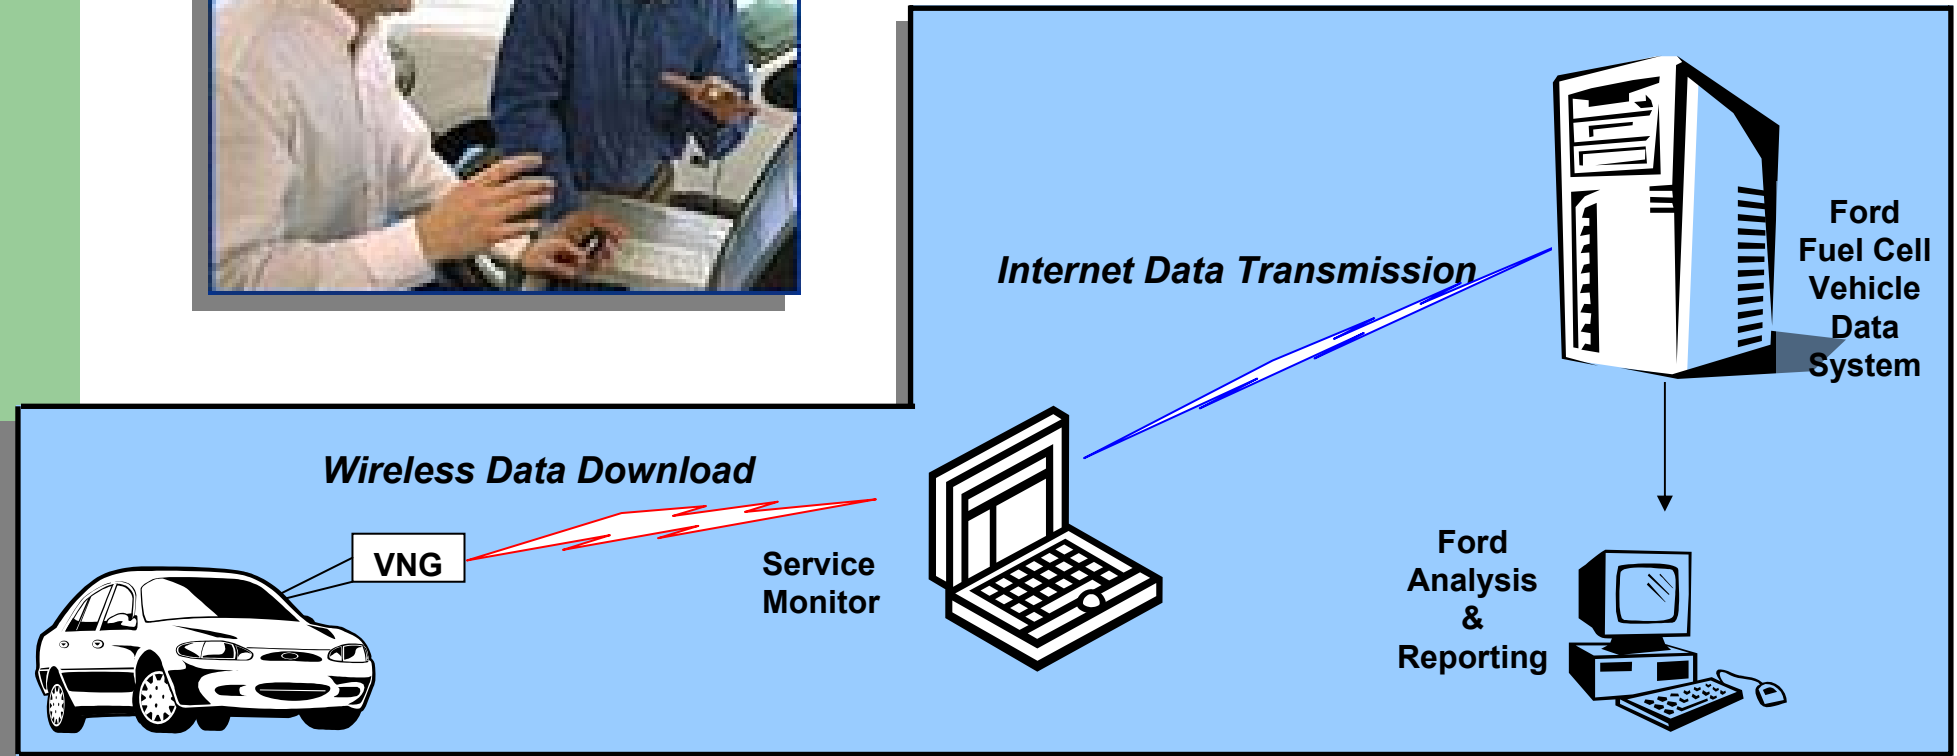 Internet Data Transmission
Ford
Fuel Cell
Vehicle
Data
System
Wireless Data Download
VNG
Service
Monitor
Ford
Analysis
&
Reporting